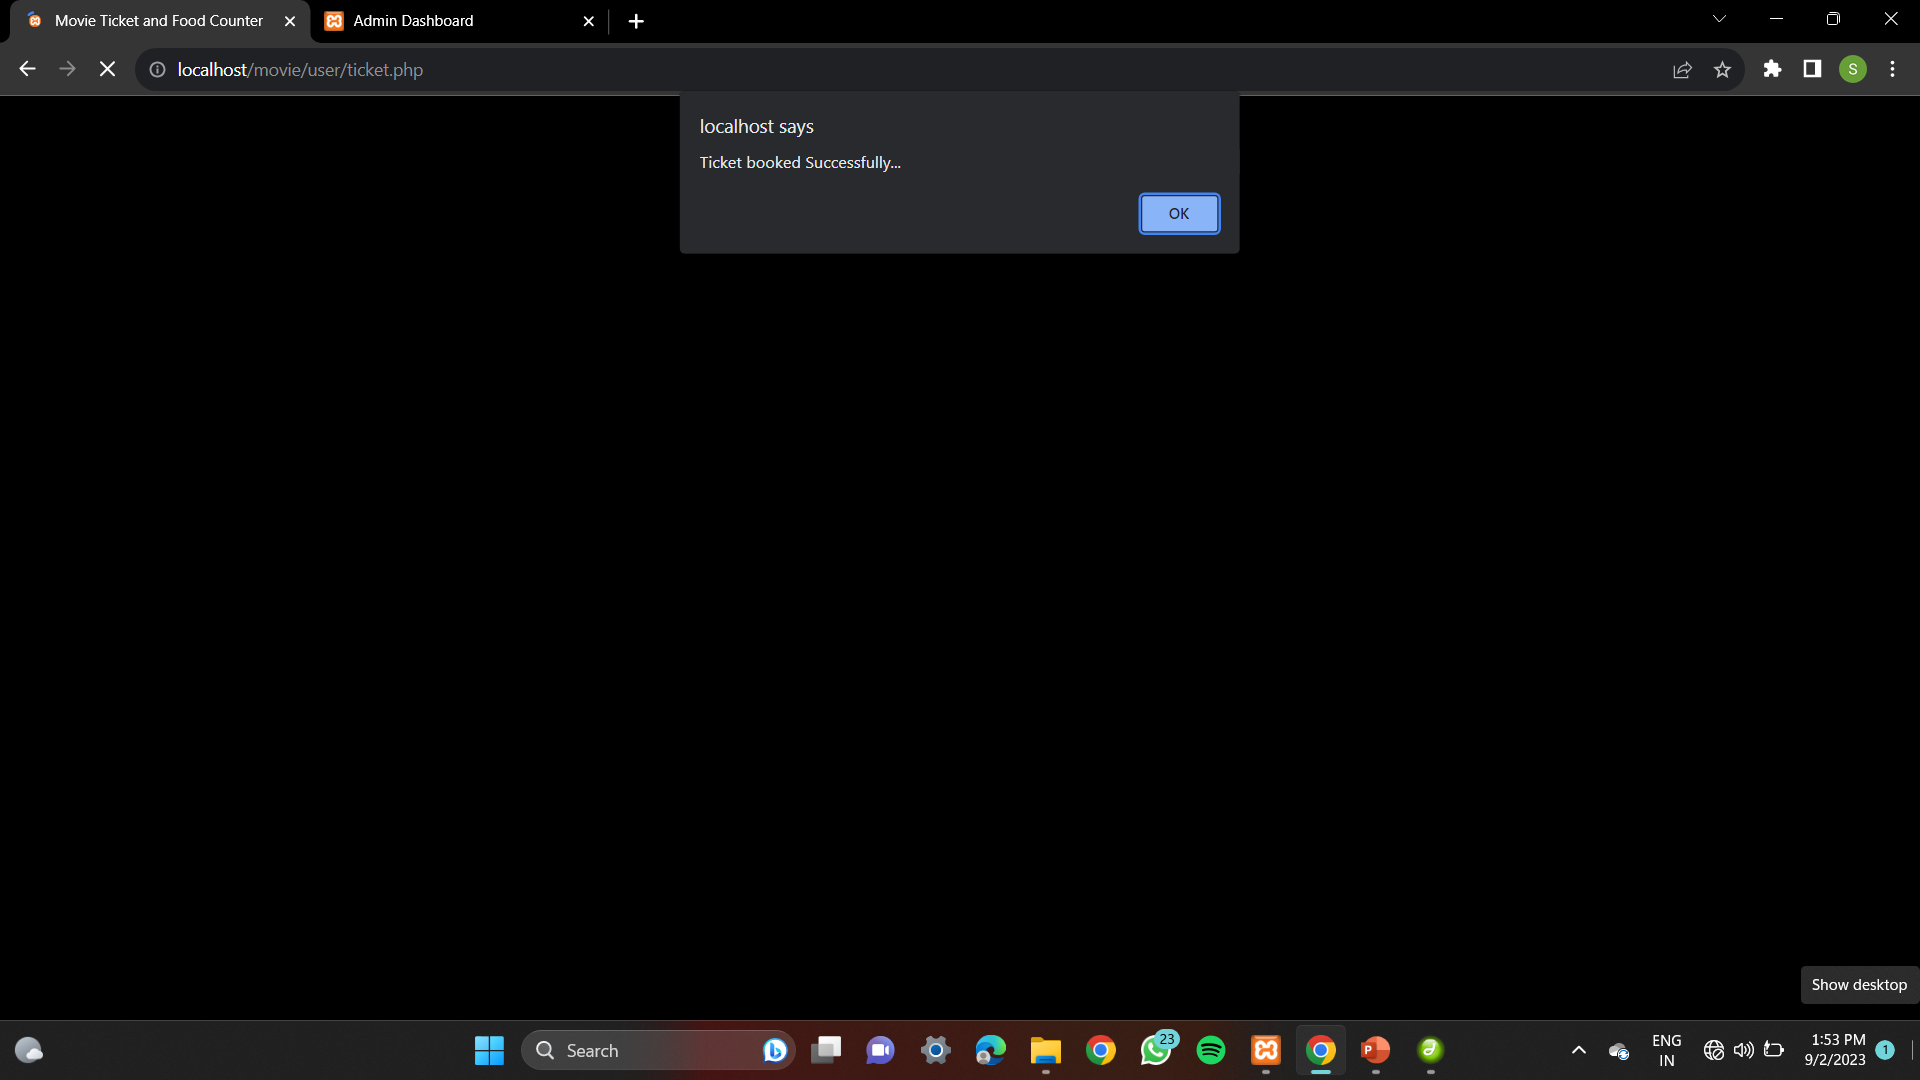 Movie Ticket and Food Counter
Admin Dashboard
localhost/movie/user/ticket.php
S
localhost says
Ticket booked Successfully...
OK
Show desktop
Search
23
ENG
IN
1:53 PM
9/2/2023
1